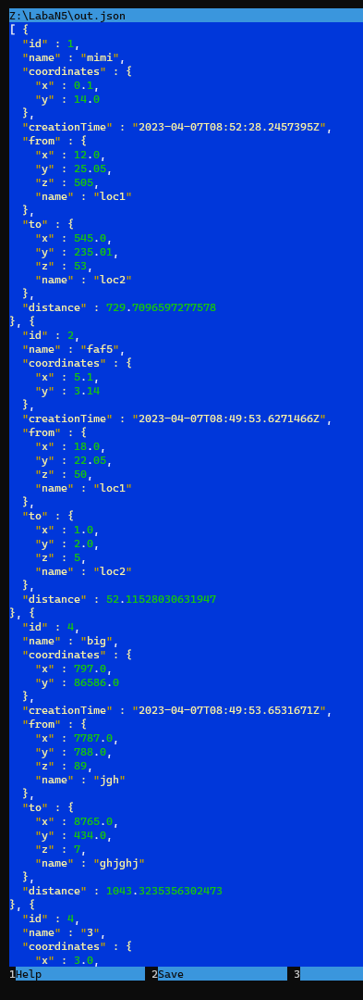 Z:\LabaN5\out.json
[ {
  "id" : 1,
  "name" : "mimi",
  "coordinates" : {
    "x" : 0.1,
    "y" : 14.0
  },
  "creationTime" : "2023-04-07T08:52:28.2457395Z",
  "from" : {
    "x" : 12.0,
    "y" : 25.05,
    "z" : 505,
    "name" : "loc1"
  },
  "to" : {
    "x" : 545.0,
    "y" : 235.01,
    "z" : 53,
    "name" : "loc2"
  },
  "distance" : 729.7096597277578
}, {
  "id" : 2,
  "name" : "faf5",
  "coordinates" : {
    "x" : 5.1,
    "y" : 3.14
  },
  "creationTime" : "2023-04-07T08:49:53.6271466Z",
  "from" : {
    "x" : 18.0,
    "y" : 22.05,
    "z" : 50,
    "name" : "loc1"
  },
  "to" : {
    "x" : 1.0,
    "y" : 2.0,
    "z" : 5,
    "name" : "loc2"
  },
  "distance" : 52.11528030631947
}, {
  "id" : 4,
  "name" : "big",
  "coordinates" : {
    "x" : 797.0,
    "y" : 86586.0
  },
  "creationTime" : "2023-04-07T08:49:53.6531671Z",
  "from" : {
    "x" : 7787.0,
    "y" : 788.0,
    "z" : 89,
    "name" : "jgh"
  },
  "to" : {
    "x" : 8765.0,
    "y" : 434.0,
    "z" : 7,
    "name" : "ghjghj"
  },
  "distance" : 1043.3235356302473
}, {
  "id" : 4,
  "name" : "3",
  "coordinates" : {
    "x" : 3.0,
1Help 2Save 3